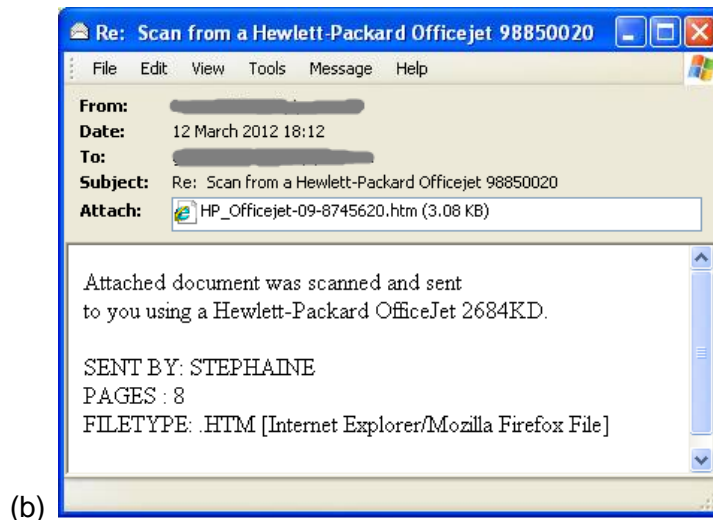 Re: Scan from a Hewlett-Packard Officejet 98850020
File Edit View Tools Message Help
From:
Date: 12 March 2012 18:12
To:
Subject: Re: Scan from a Hewlett-Packard Officejet 98850020
Attach: HP_Officejet-09-8745620.htm (3.08 KB)
Attached document was scanned and sent
to you using a Hewlett-Packard OfficeJet 2684KD.
SENT BY: STEPHAINE
PAGES : 8
FILETYPE: .HTM [Internet Explorer/Mozilla Firefox File]
(b)